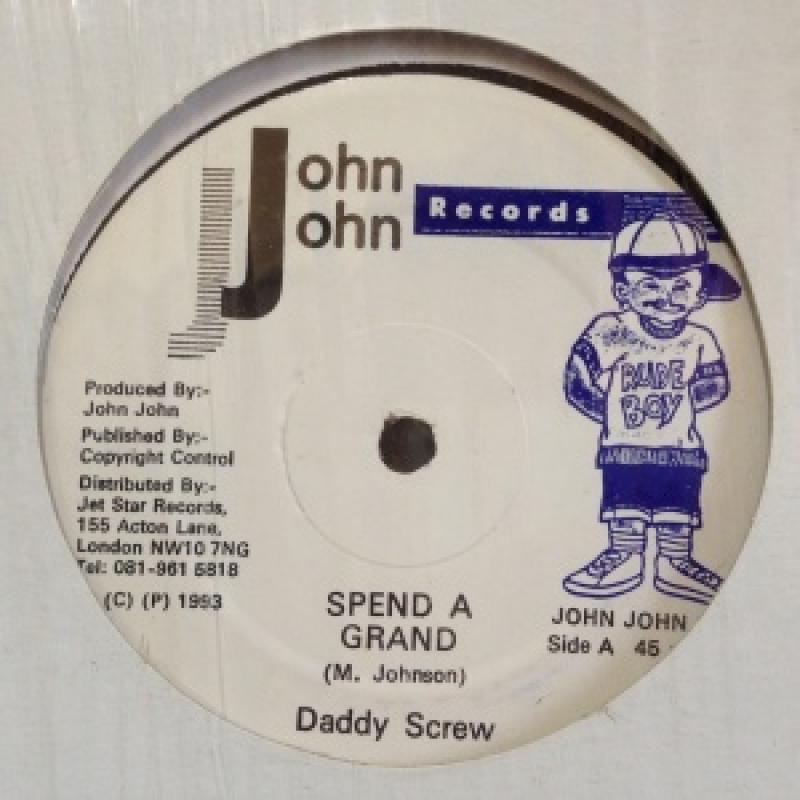 John
John
Records
RUDE
BOY
Produced By:-
John John
Published By:-
Copyright Control
Distributed By:-
Jet Star Records,
155 Acton Lane,
London NW10 7NG
Tel: 081-961 5818
(C) (P) 1993
SPEND A
GRAND
(M. Johnson)
Daddy Screw
JOHN JOHN
Side A 45